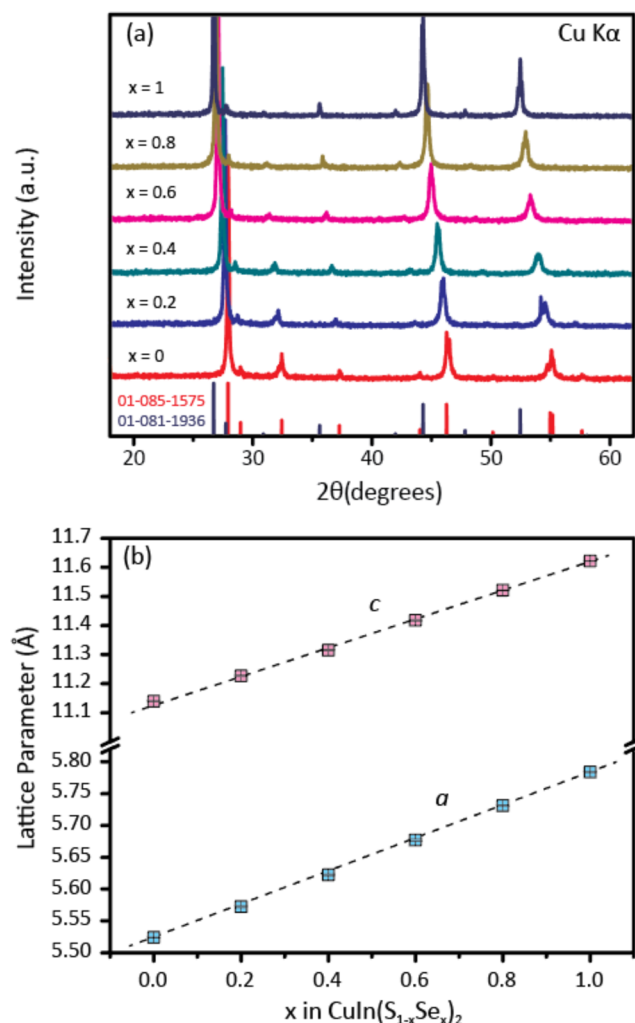 (a)
Cu Kα
x = 1
x = 0.8
x = 0.6
x = 0.4
x = 0.2
x = 0
01-085-1575
01-081-1936
Intensity (a.u.)
20 30 40 50 60
2θ(degrees)
(b)
11.7
11.6
11.5
11.4
11.3
11.2
11.1
5.80
5.75
5.70
5.65
5.60
5.55
5.50
c
a
Lattice Parameter (Å)
0.0 0.2 0.4 0.6 0.8 1.0
x in CuIn(S₁₋ₓSeₓ)₂